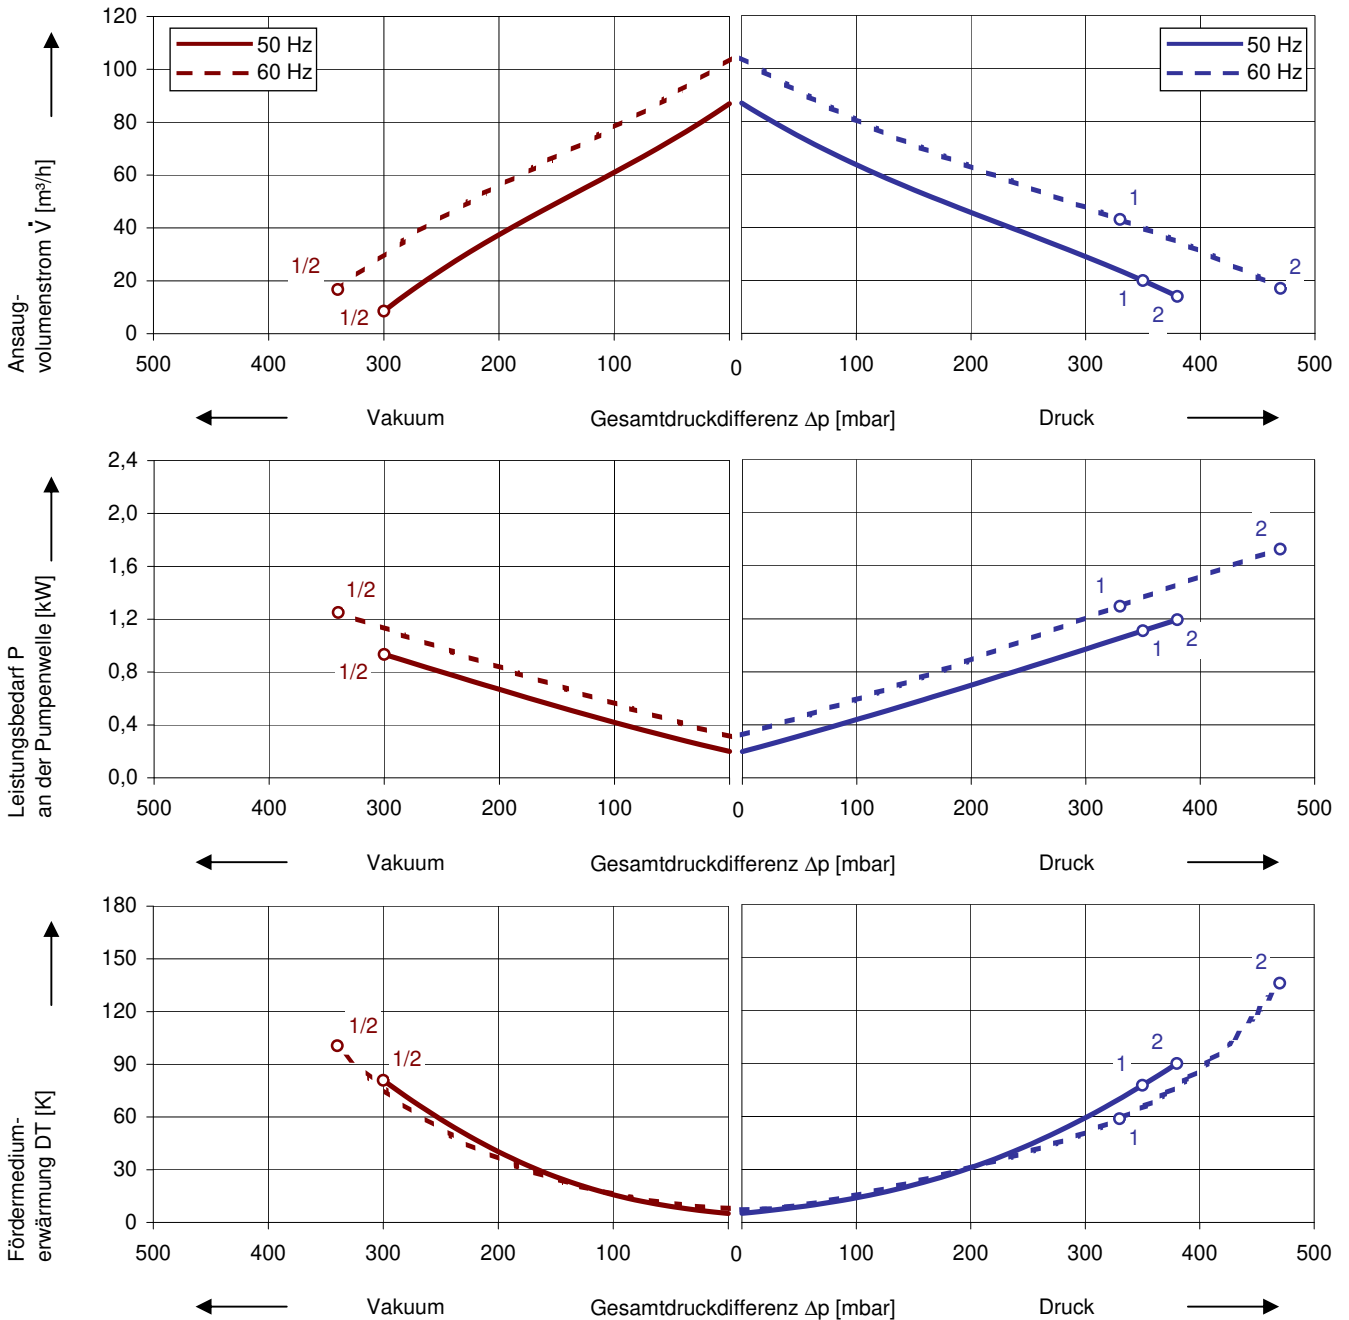 120
100
80
60
40
20
0
50 Hz
60 Hz
50 Hz
60 Hz
1/2
1/2
1
2
1
2
Ansaug-
volumenstrom V̇ [m³/h]
500 400 300 200 100 0 100 200 300 400 500
Vakuum Gesamtdruckdifferenz Δp [mbar] Druck
2,4
2,0
1,6
1,2
0,8
0,4
0,0
1/2
1/2
1
2
1
2
Leistungsbedarf P
an der Pumpenwelle [kW]
500 400 300 200 100 0 100 200 300 400 500
Vakuum Gesamtdruckdifferenz Δp [mbar] Druck
180
150
120
90
60
30
0
1/2
1/2
2
2
1
1
Fördermedium-
erwärmung DT [K]
500 400 300 200 100 0 100 200 300 400 500
Vakuum Gesamtdruckdifferenz Δp [mbar] Druck